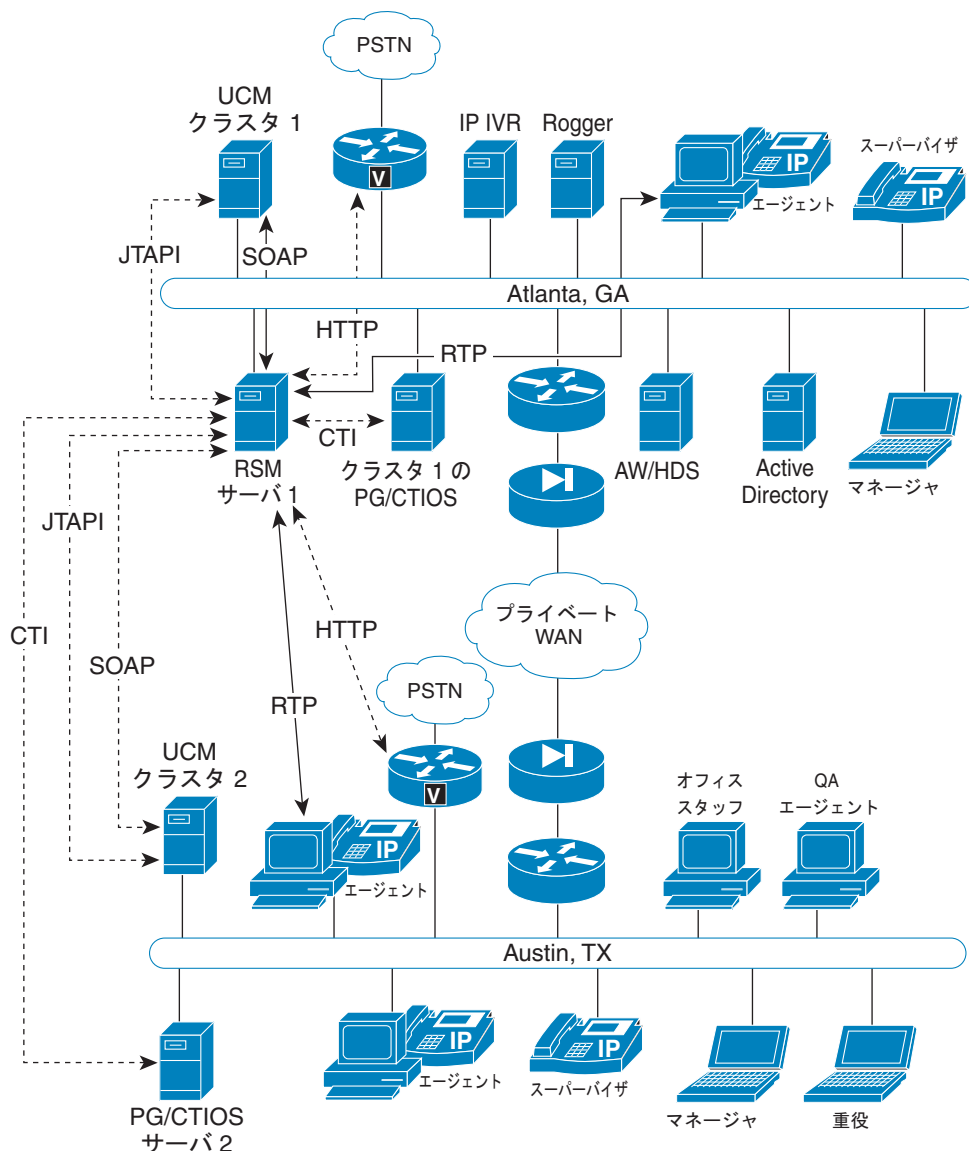 PSTN
UCM
クラスタ 1
IP IVR
Rogger
スーパーバイザ
V
IP
エージェント
IP
JTAPI
SOAP
Atlanta, GA
HTTP
RTP
CTI
RSM
サーバ 1
クラスタ 1 の
PG/CTIOS
AW/HDS
Active
Directory
マネージャ
JTAPI
プライベート
WAN
CTI
HTTP
SOAP
PSTN
RTP
UCM
クラスタ 2
V
オフィス
スタッフ
QA
エージェント
IP
エージェント
Austin, TX
IP
エージェント
IP
スーパーバイザ
マネージャ
重役
PG/CTIOS
サーバ 2